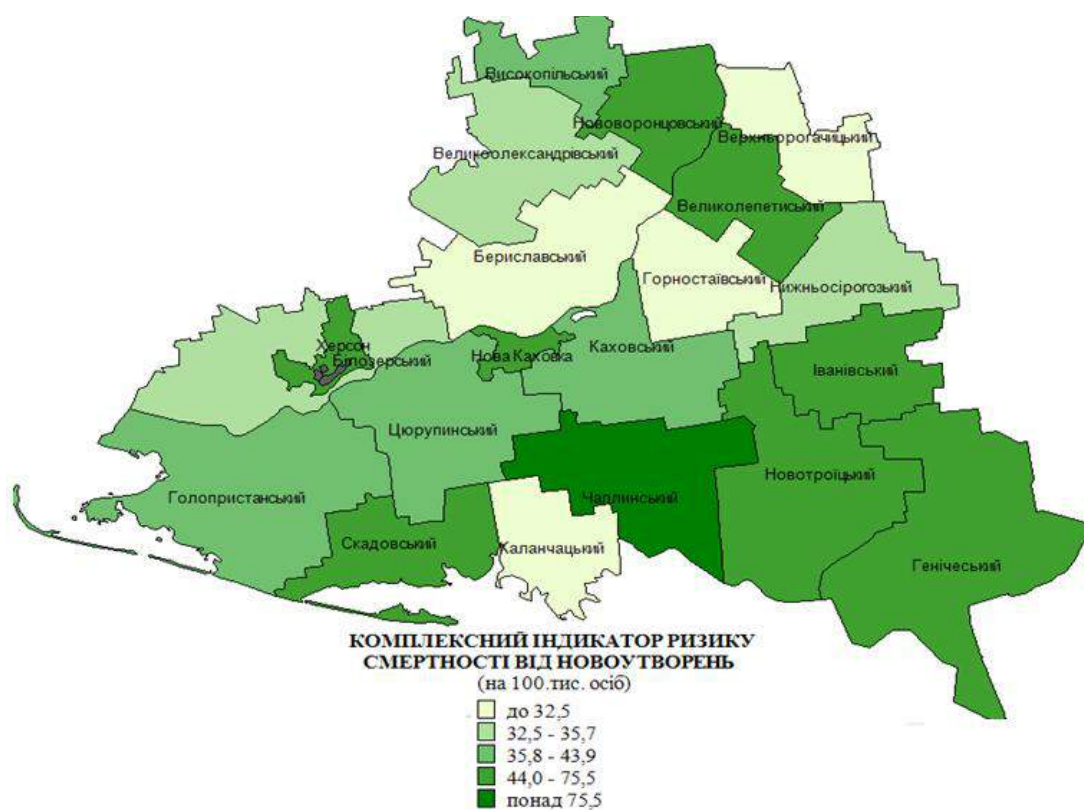 Високопільський
Нововоронцовський
Верхньорогачицький
Великоолександрівський
Великолепетиський
Бериславський
Горностаївський
Нижньосірогозький
Херсон
Білозерський
Нова Каховка
Каховський
Іванівський
Цюрупинський
Голопристанський
Чаплинський
Новотроїцький
Скадовський
Каланчацький
Генічеський
КОМПЛЕКСНИЙ ІНДИКАТОР РИЗИКУ
СМЕРТНОСТІ ВІД НОВОУТВОРЕНЬ
(на 100.тис. осіб)
до 32,5
32,5 - 35,7
35,8 - 43,9
44,0 - 75,5
понад 75,5